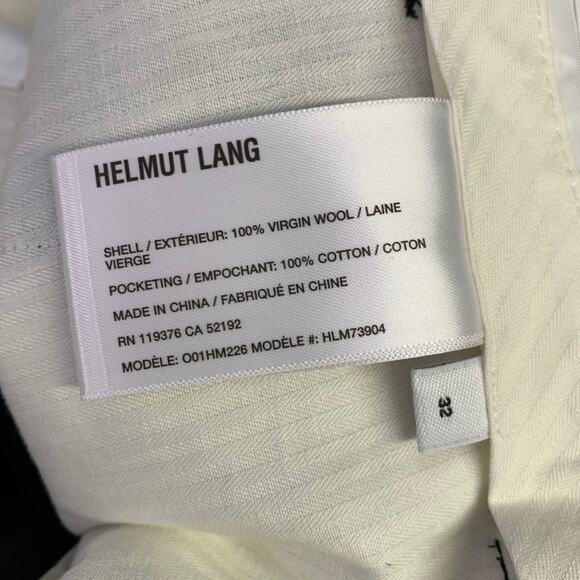 HELMUT LANG
SHELL / EXTÉRIEUR: 100% VIRGIN WOOL / LAINE
VIERGE
POCKETING / EMPOCHANT: 100% COTTON / COTON
MADE IN CHINA / FABRIQUÉ EN CHINE
RN 119376 CA 52192
MODÈLE: O01HM226 MODÈLE #: HLM73904
32